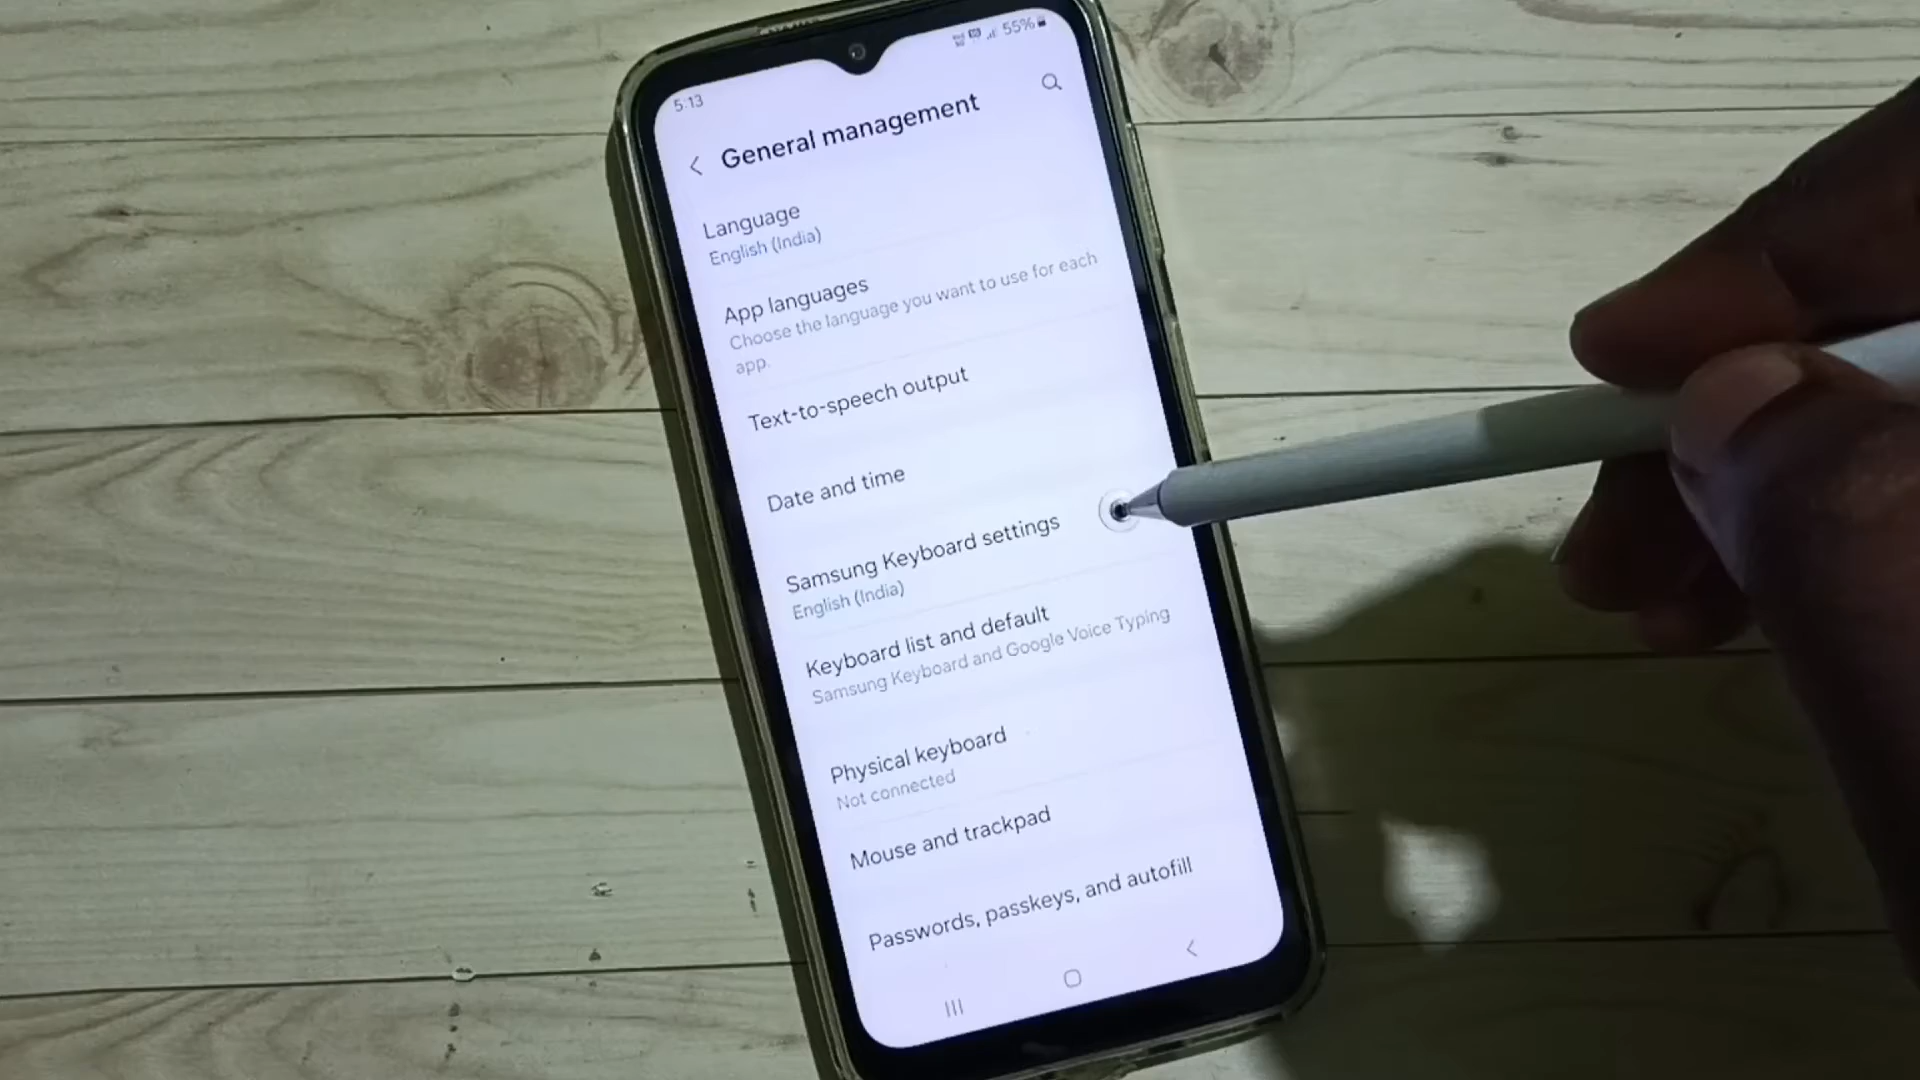 5:13
55%
General management
Language
English (India)
App languages
Choose the language you want to use for each
app.
Text-to-speech output
Date and time
Samsung Keyboard settings
English (India)
Keyboard list and default
Samsung Keyboard and Google Voice Typing
Physical keyboard
Not connected
Mouse and trackpad
Passwords, passkeys, and autofill